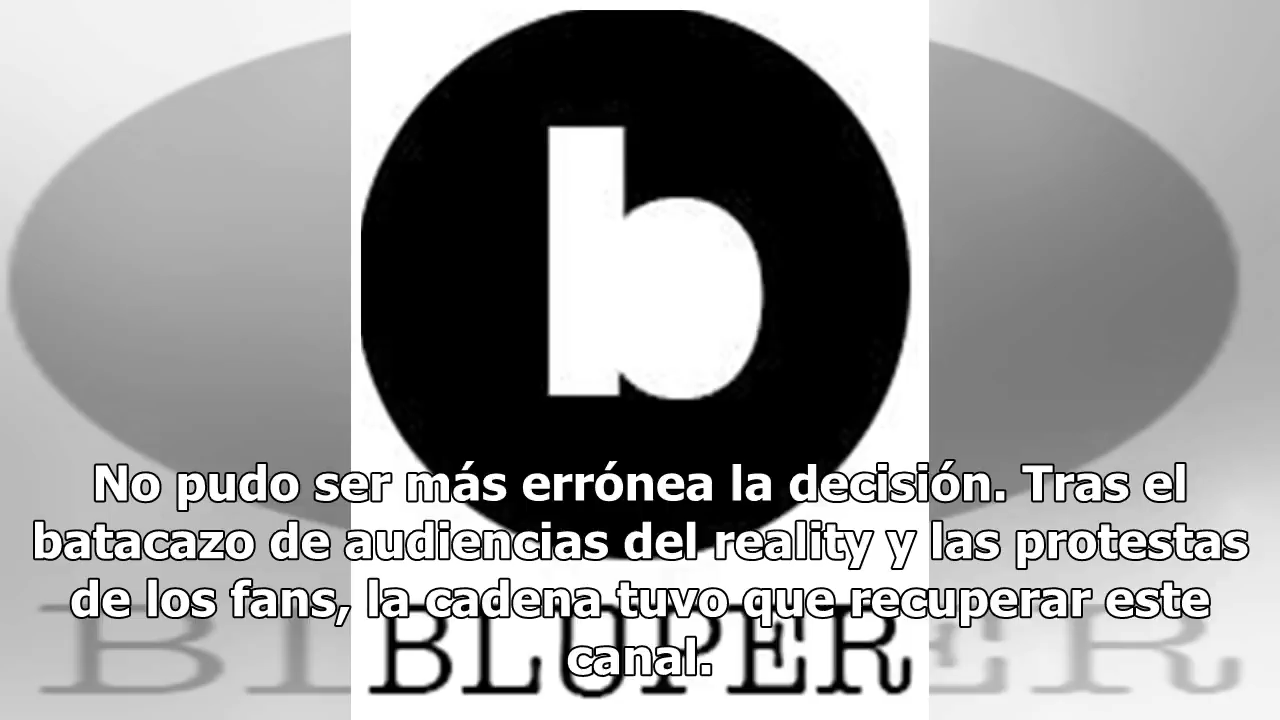 b
No pudo ser más errónea la decisión. Tras el
batacazo de audiencias del reality y las protestas
de los fans, la cadena tuvo que recuperar este
canal.
BLUPER